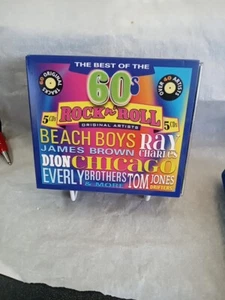 THE BEST OF THE
60s
ROCK 'n' ROLL
ORIGINAL ARTISTS
5 CDs
5 CDs
BEACH BOYS
RAY CHARLES
JAMES BROWN
DION
CHICAGO
EVERLY BROTHERS
TOM JONES
& MORE
DRIFTERS